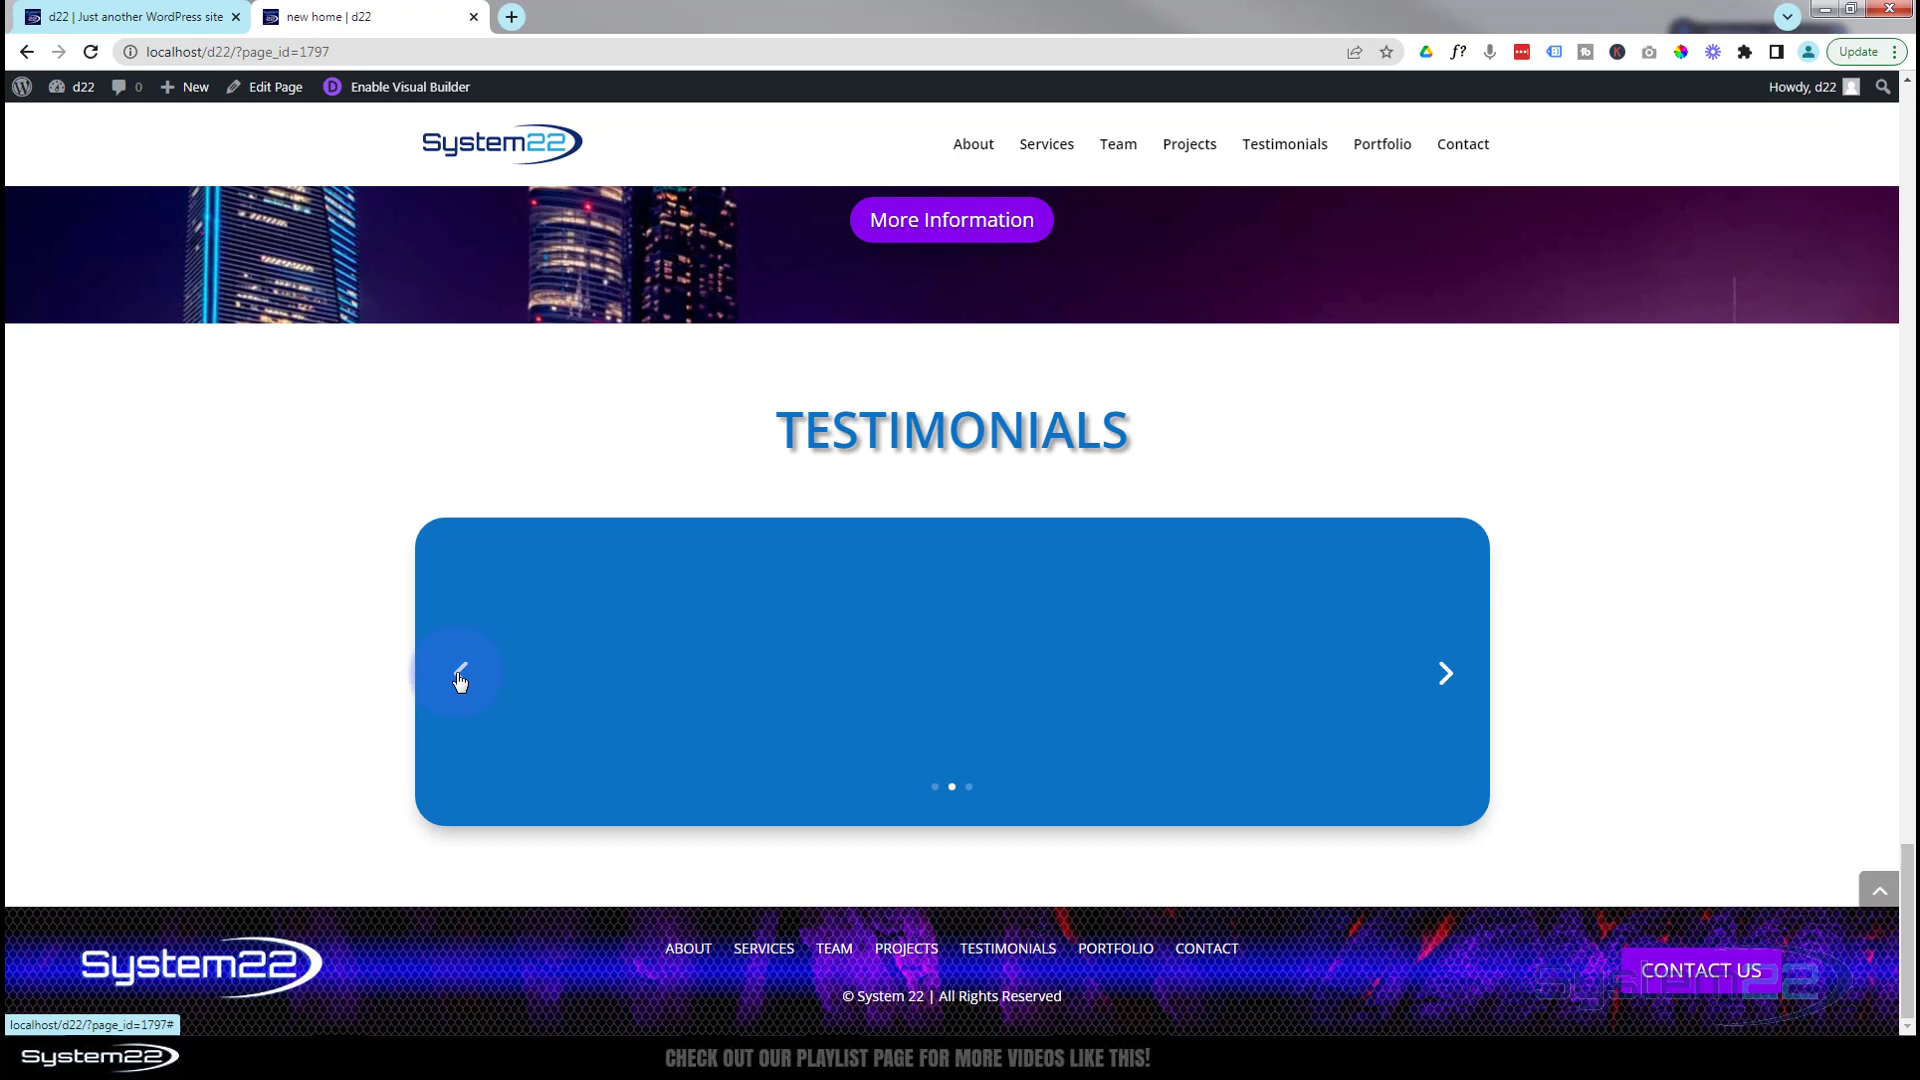 d22 | Just another WordPress site
new home | d22
localhost/d22/?page_id=1797
Update
d22
0
New
Edit Page
Enable Visual Builder
Howdy, d22
System22
About
Services
Team
Projects
Testimonials
Portfolio
Contact
More Information
TESTIMONIALS
System22
ABOUT
SERVICES
TEAM
PROJECTS
TESTIMONIALS
PORTFOLIO
CONTACT
© System 22 | All Rights Reserved
CONTACT US
System22
localhost/d22/?page_id=1797#
System22
CHECK OUT OUR PLAYLIST PAGE FOR MORE VIDEOS LIKE THIS!